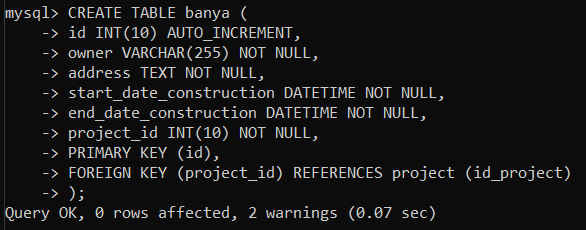 mysql> CREATE TABLE banya (
-> id INT(10) AUTO_INCREMENT,
-> owner VARCHAR(255) NOT NULL,
-> address TEXT NOT NULL,
-> start_date_construction DATETIME NOT NULL,
-> end_date_construction DATETIME NOT NULL,
-> project_id INT(10) NOT NULL,
-> PRIMARY KEY (id),
-> FOREIGN KEY (project_id) REFERENCES project (id_project)
-> );
Query OK, 0 rows affected, 2 warnings (0.07 sec)